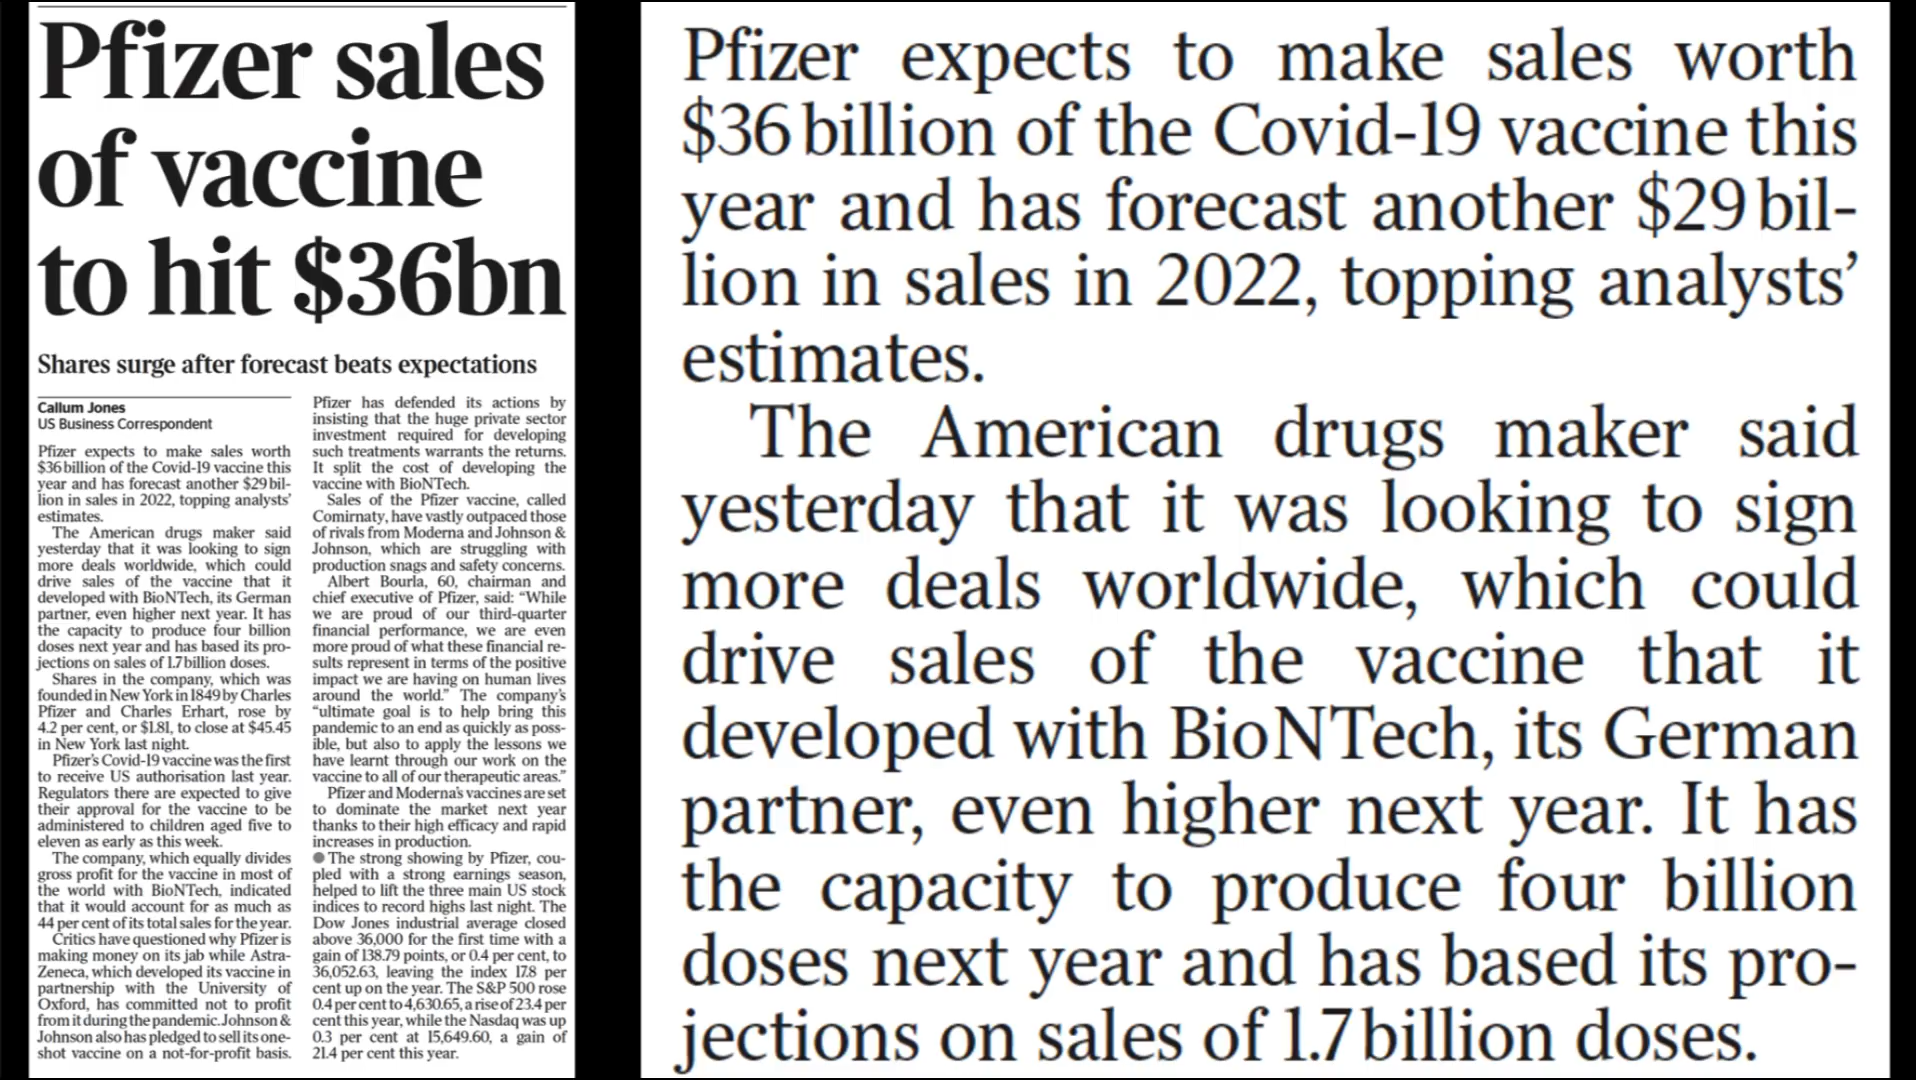 Pfizer sales
of vaccine
to hit $36bn
Shares surge after forecast beats expectations
Callum Jones
US Business Correspondent
Pfizer expects to make sales worth
$36 billion of the Covid-19 vaccine this
year and has forecast another $29 bil-
lion in sales in 2022, topping analysts’
estimates.
The American drugs maker said
yesterday that it was looking to sign
more deals worldwide, which could
drive sales of the vaccine that it
developed with BioNTech, its German
partner, even higher next year. It has
the capacity to produce four billion
doses next year and has based its pro-
jections on sales of 1.7 billion doses.
Shares in the company, which was
founded in New York in 1849 by Charles
Pfizer and Charles Erhart, rose by
4.2 per cent, or $1.81, to close at $45.45
in New York last night.
Pfizer’s Covid-19 vaccine was the first
to receive US authorisation last year.
Regulators there are expected to give
their approval for the vaccine to be
administered to children aged five to
eleven as early as this week.
The company, which equally divides
gross profit for the vaccine in most of
the world with BioNTech, indicated
that it would account for as much as
44 per cent of its total sales for the year.
Critics have questioned why Pfizer is
making money on its jab while Astra-
Zeneca, which developed its vaccine in
partnership with the University of
Oxford, has committed not to profit
from it during the pandemic. Johnson &
Johnson also has pledged to sell its one-
shot vaccine on a not-for-profit basis.
Pfizer has defended its actions by
insisting that the huge private sector
investment required for developing
such treatments warrants the returns.
It split the cost of developing the
vaccine with BioNTech.
Sales of the Pfizer vaccine, called
Comirnaty, have vastly outpaced those
of rivals from Moderna and Johnson &
Johnson, which are struggling with
production snags and safety concerns.
Albert Bourla, 60, chairman and
chief executive of Pfizer, said: “While
we are proud of our third-quarter
financial performance, we are even
more proud of what these financial re-
sults represent in terms of the positive
impact we are having on human lives
around the world.” The company’s
“ultimate goal is to help bring this
pandemic to an end as quickly as poss-
ible, but also to apply the lessons we
have learnt through our work on the
vaccine to all of our therapeutic areas.”
Pfizer and Moderna’s vaccines are set
to dominate the market next year
thanks to their high efficacy and rapid
increases in production.
● The strong showing by Pfizer, cou-
pled with a strong earnings season,
helped to lift the three main US stock
indices to record highs last night. The
Dow Jones industrial average closed
above 36,000 for the first time with a
gain of 138.79 points, or 0.4 per cent, to
36,052.63, leaving the index 17.8 per
cent up on the year. The S&P 500 rose
0.4 per cent to 4,630.65, a rise of 23.4 per
cent this year, while the Nasdaq was up
0.3 per cent at 15,649.60, a gain of
21.4 per cent this year.
Pfizer expects to make sales worth
$36 billion of the Covid-19 vaccine this
year and has forecast another $29 bil-
lion in sales in 2022, topping analysts’
estimates.
The American drugs maker said
yesterday that it was looking to sign
more deals worldwide, which could
drive sales of the vaccine that it
developed with BioNTech, its German
partner, even higher next year. It has
the capacity to produce four billion
doses next year and has based its pro-
jections on sales of 1.7 billion doses.